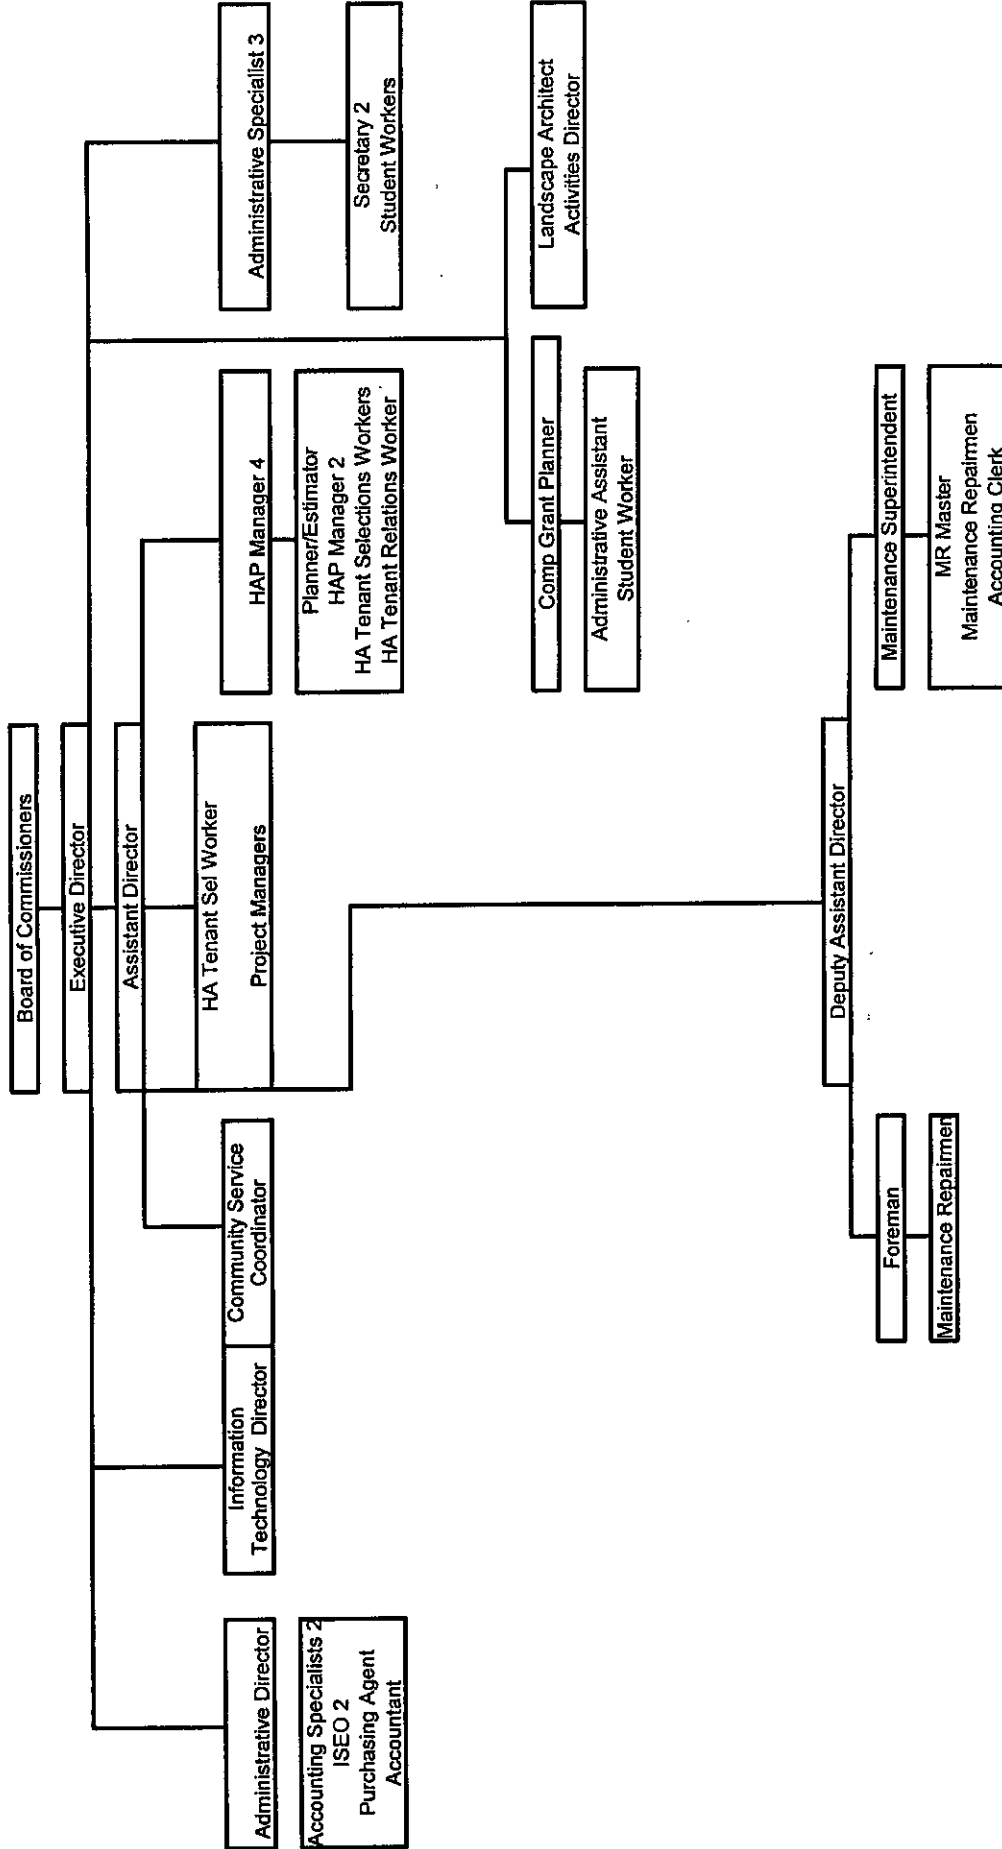 Board of Commissioners
Executive Director
Assistant Director
Administrative Director
Accounting Specialists 2
ISEO 2
Purchasing Agent
Accountant
Information
Technology Director
Community Service
Coordinator
HA Tenant Sel Worker
Project Managers
HAP Manager 4
Planner/Estimator
HAP Manager 2
HA Tenant Selections Workers
HA Tenant Relations Worker
Administrative Specialist 3
Secretary 2
Student Workers
Comp Grant Planner
Administrative Assistant
Student Worker
Landscape Architect
Activities Director
Deputy Assistant Director
Foreman
Maintenance Repairmen
Maintenance Superintendent
MR Master
Maintenance Repairmen
Accounting Clerk